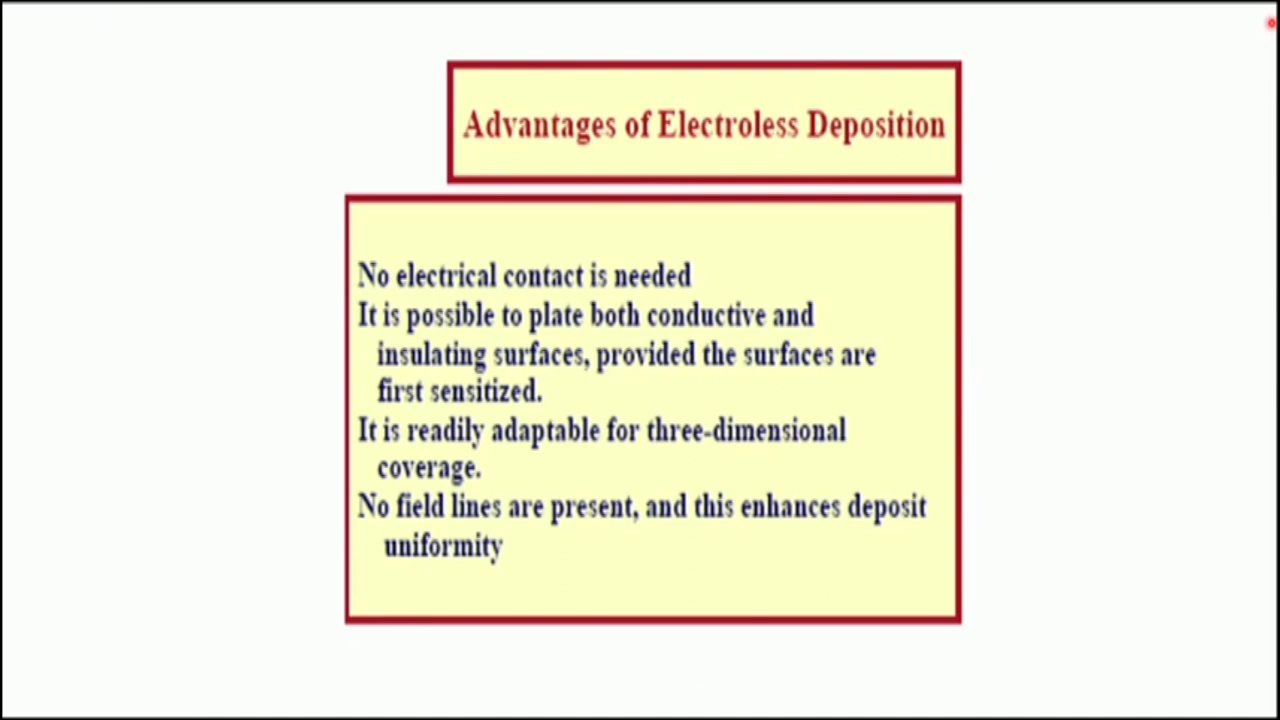 Advantages of Electroless Deposition
No electrical contact is needed
It is possible to plate both conductive and
insulating surfaces, provided the surfaces are
first sensitized.
It is readily adaptable for three-dimensional
coverage.
No field lines are present, and this enhances deposit
uniformity